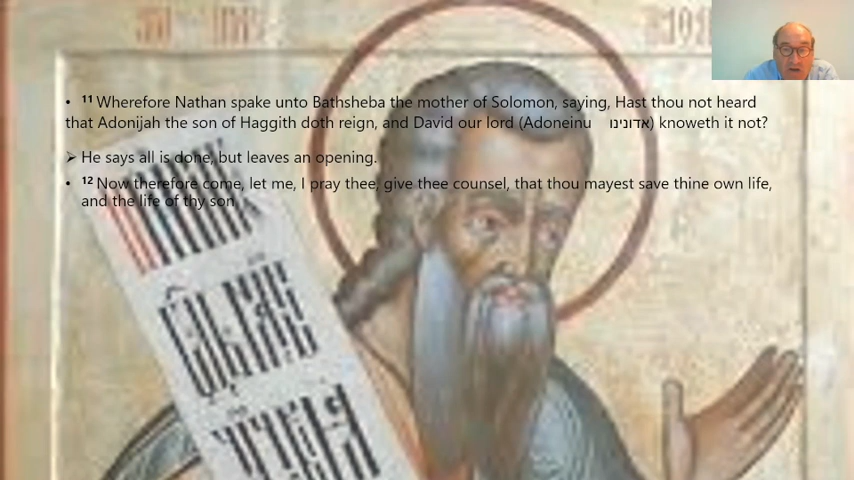 • 11 Wherefore Nathan spake unto Bathsheba the mother of Solomon, saying, Hast thou not heard
that Adonijah the son of Haggith doth reign, and David our lord (Adoneinu אדונינו) knoweth it not?
➢ He says all is done, but leaves an opening.
• 12 Now therefore come, let me, I pray thee, give thee counsel, that thou mayest save thine own life,
and the life of thy son.